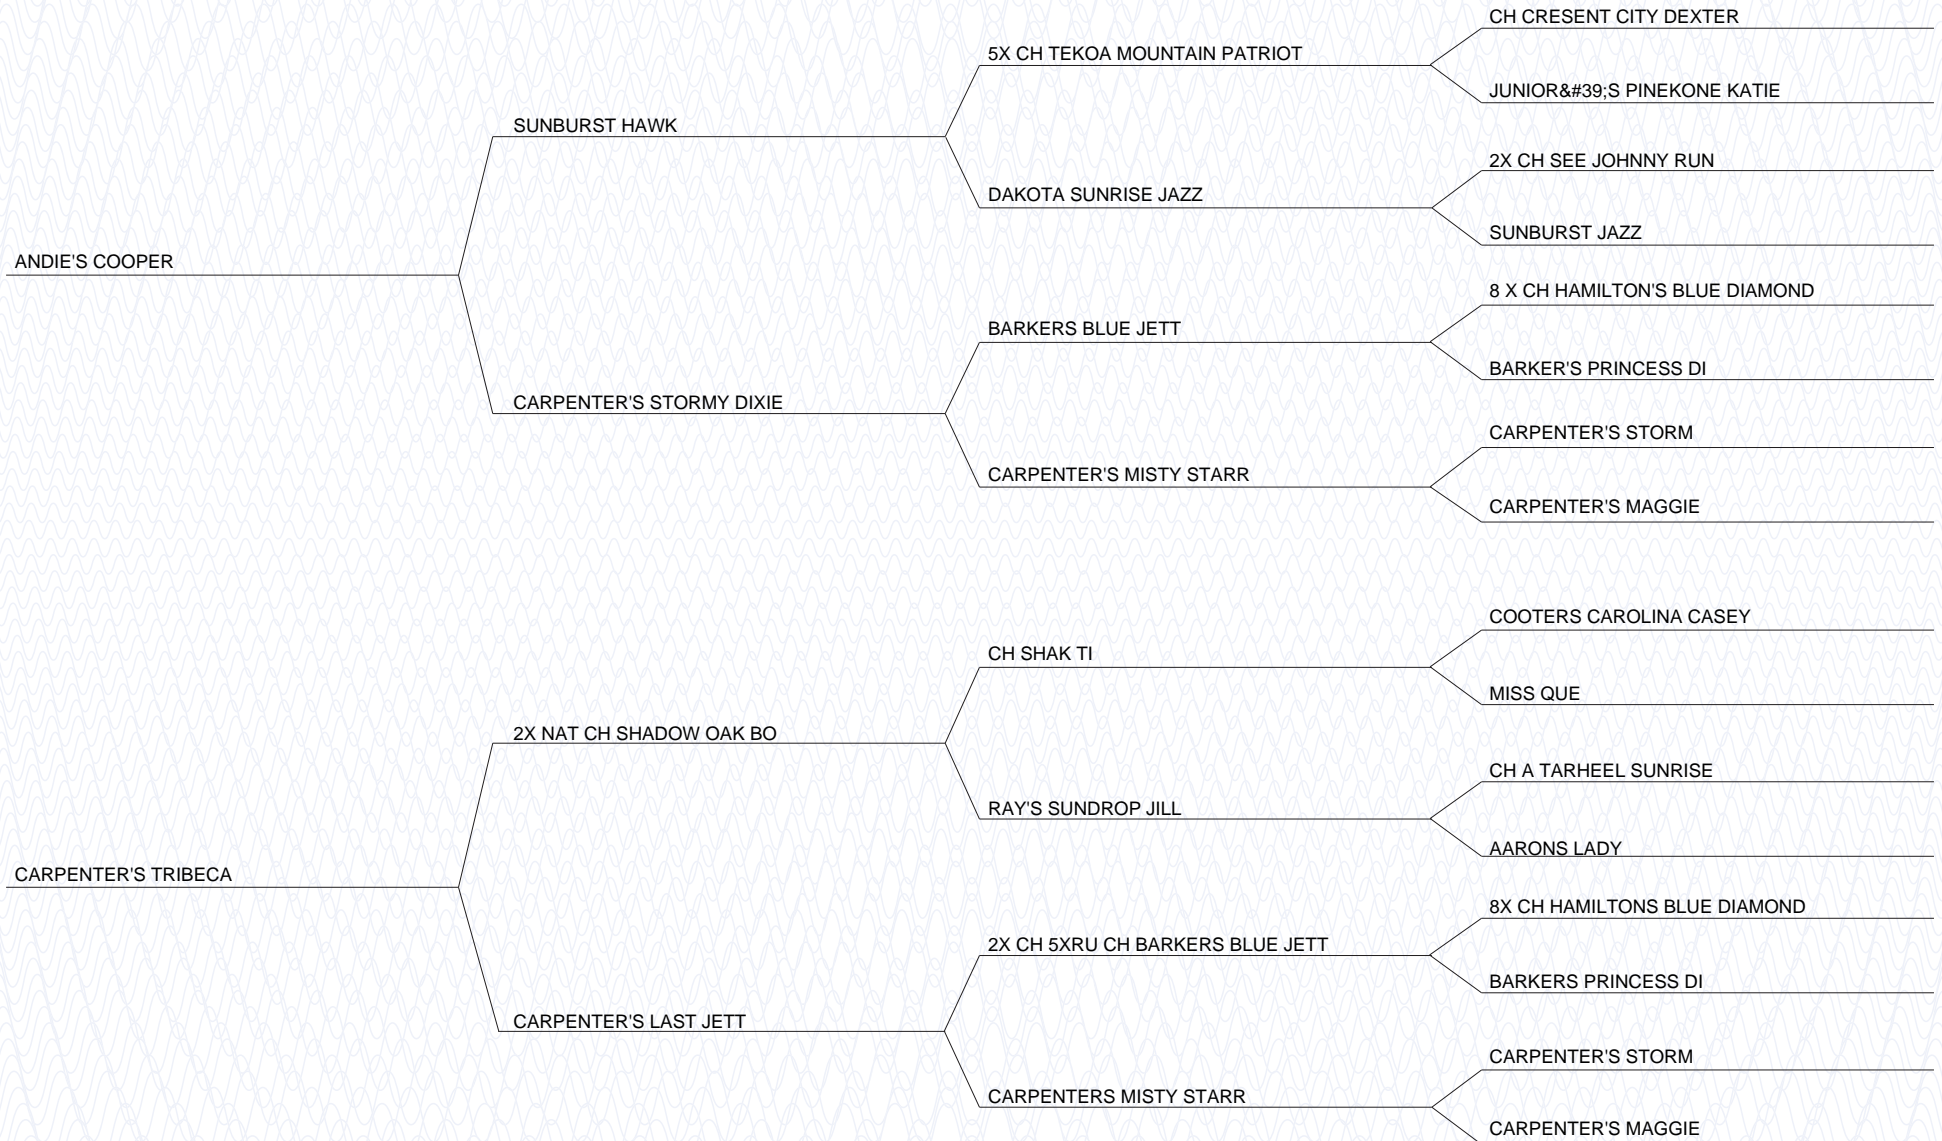 CH CRESENT CITY DEXTER
5X CH TEKOA MOUNTAIN PATRIOT
JUNIOR&#39;S PINEKONE KATIE
SUNBURST HAWK
2X CH SEE JOHNNY RUN
DAKOTA SUNRISE JAZZ
SUNBURST JAZZ
ANDIE'S COOPER
8 X CH HAMILTON'S BLUE DIAMOND
BARKERS BLUE JETT
BARKER'S PRINCESS DI
CARPENTER'S STORMY DIXIE
CARPENTER'S STORM
CARPENTER'S MISTY STARR
CARPENTER'S MAGGIE
COOTERS CAROLINA CASEY
CH SHAK TI
MISS QUE
2X NAT CH SHADOW OAK BO
CH A TARHEEL SUNRISE
RAY'S SUNDROP JILL
AARONS LADY
CARPENTER'S TRIBECA
8X CH HAMILTONS BLUE DIAMOND
2X CH 5XRU CH BARKERS BLUE JETT
BARKERS PRINCESS DI
CARPENTER'S LAST JETT
CARPENTER'S STORM
CARPENTERS MISTY STARR
CARPENTER'S MAGGIE